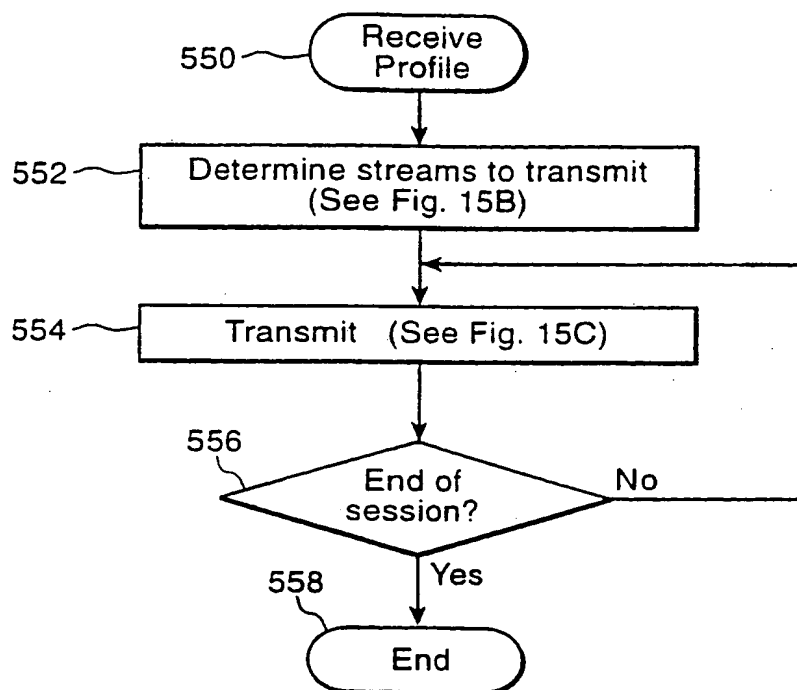 550
Receive
Profile
552
Determine streams to transmit
(See Fig. 15B)
554
Transmit (See Fig. 15C)
556
End of
session?
No
Yes
558
End